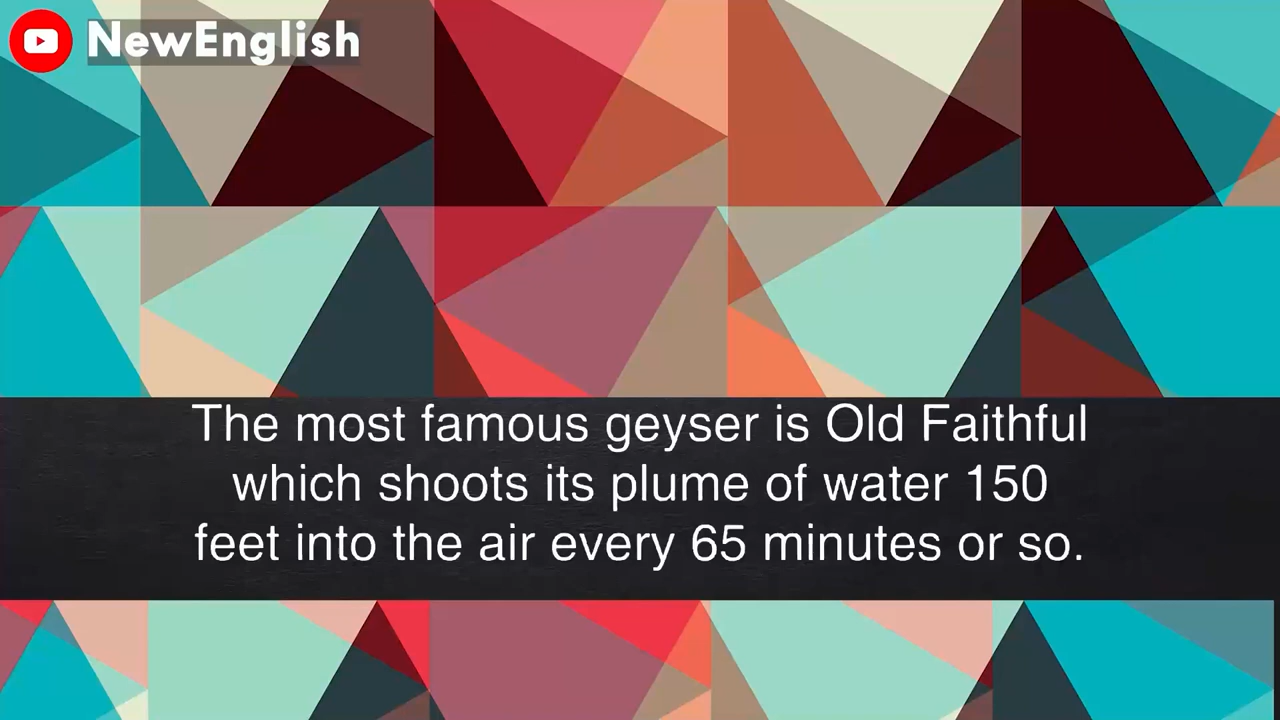 NewEnglish
The most famous geyser is Old Faithful
which shoots its plume of water 150
feet into the air every 65 minutes or so.